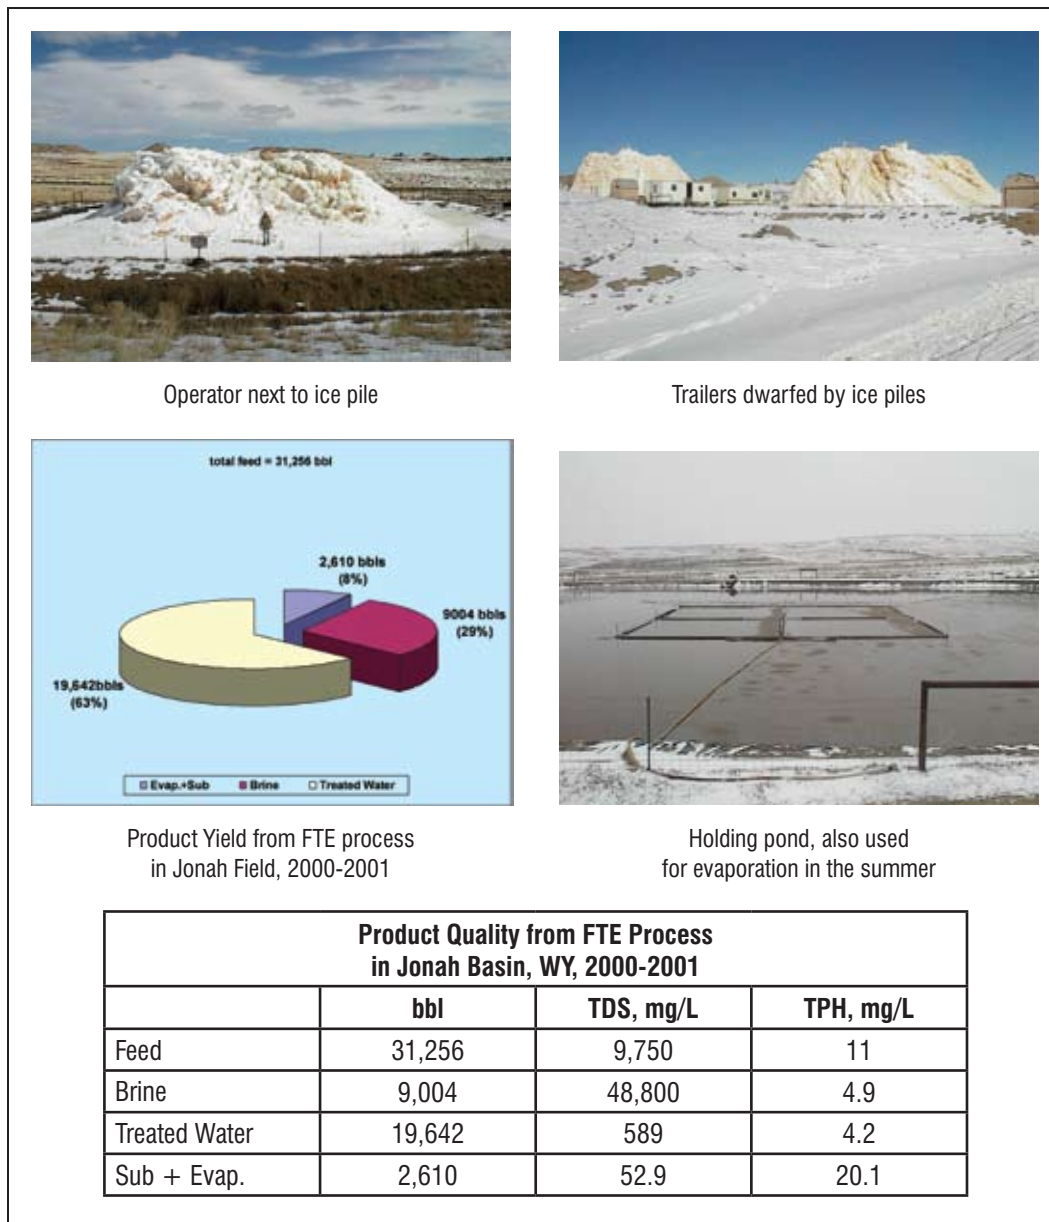 Operator next to ice pile
Trailers dwarfed by ice piles
total feed = 31,256 bbl
2,610 bbls
(8%)
9004 bbls
(29%)
19,642bbls
(63%)
Evap.+Sub Brine Treated Water
Product Yield from FTE process
in Jonah Field, 2000-2001
Holding pond, also used
for evaporation in the summer
Product Quality from FTE Process
in Jonah Basin, WY, 2000-2001
bbl TDS, mg/L TPH, mg/L
Feed 31,256 9,750 11
Brine 9,004 48,800 4.9
Treated Water 19,642 589 4.2
Sub + Evap. 2,610 52.9 20.1